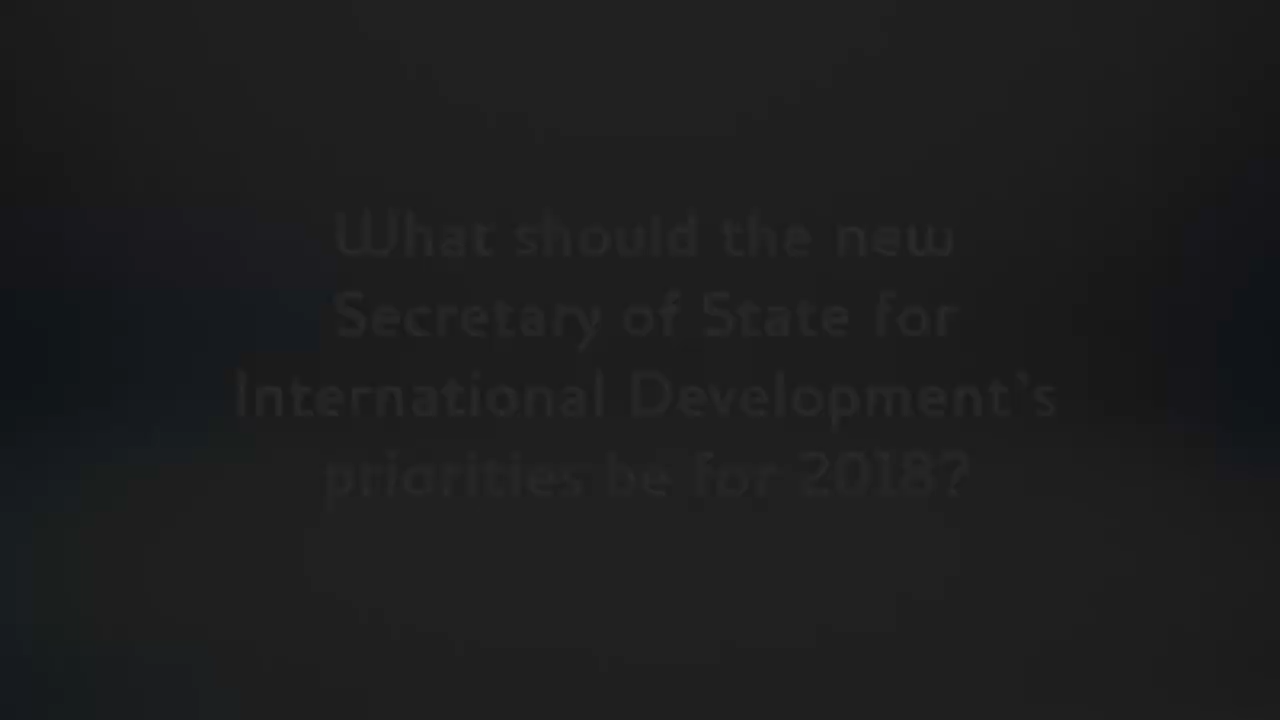 What should the new
Secretary of State for
International Development's
priorities be for 2018?